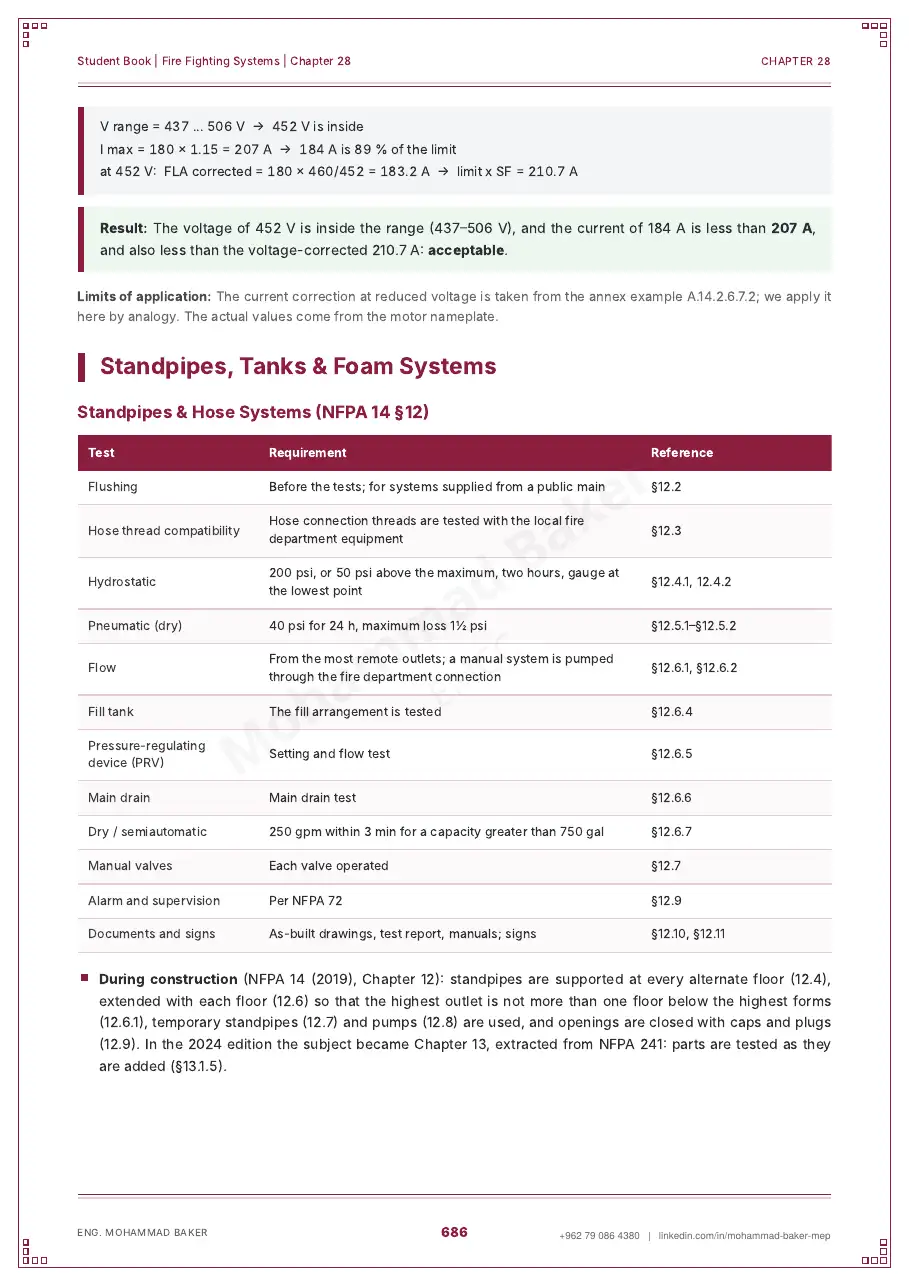 Student Book | Fire Fighting Systems | Chapter 28
CHAPTER 28
V range = 437 ... 506 V → 452 V is inside
I max = 180 × 1.15 = 207 A → 184 A is 89 % of the limit
at 452 V: FLA corrected = 180 × 460/452 = 183.2 A → limit x SF = 210.7 A
Result: The voltage of 452 V is inside the range (437–506 V), and the current of 184 A is less than 207 A,
and also less than the voltage-corrected 210.7 A: acceptable.
Limits of application: The current correction at reduced voltage is taken from the annex example A.14.2.6.7.2; we apply it
here by analogy. The actual values come from the motor nameplate.
Standpipes, Tanks & Foam Systems
Standpipes & Hose Systems (NFPA 14 §12)
Test Requirement Reference
Flushing Before the tests; for systems supplied from a public main §12.2
Hose thread compatibility Hose connection threads are tested with the local fire
department equipment §12.3
Hydrostatic 200 psi, or 50 psi above the maximum, two hours, gauge at
the lowest point §12.4.1, 12.4.2
Pneumatic (dry) 40 psi for 24 h, maximum loss 1½ psi §12.5.1–§12.5.2
Flow From the most remote outlets; a manual system is pumped
through the fire department connection §12.6.1, §12.6.2
Fill tank The fill arrangement is tested §12.6.4
Pressure-regulating
device (PRV) Setting and flow test §12.6.5
Main drain Main drain test §12.6.6
Dry / semiautomatic 250 gpm within 3 min for a capacity greater than 750 gal §12.6.7
Manual valves Each valve operated §12.7
Alarm and supervision Per NFPA 72 §12.9
Documents and signs As-built drawings, test report, manuals; signs §12.10, §12.11
Mohammad Baker
During construction (NFPA 14 (2019), Chapter 12): standpipes are supported at every alternate floor (12.4),
extended with each floor (12.6) so that the highest outlet is not more than one floor below the highest forms
(12.6.1), temporary standpipes (12.7) and pumps (12.8) are used, and openings are closed with caps and plugs
(12.9). In the 2024 edition the subject became Chapter 13, extracted from NFPA 241: parts are tested as they
are added (§13.1.5).
ENG. MOHAMMAD BAKER
686
+962 79 086 4380 | linkedin.com/in/mohammad-baker-mep